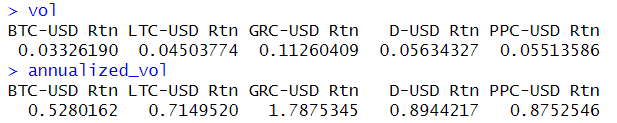 > vol
BTC-USD Rtn LTC-USD Rtn GRC-USD Rtn   D-USD Rtn PPC-USD Rtn
 0.03326190  0.04503774  0.11260409  0.05634327  0.05513586
> annualized_vol
BTC-USD Rtn LTC-USD Rtn GRC-USD Rtn   D-USD Rtn PPC-USD Rtn
  0.5280162   0.7149520   1.7875345   0.8944217   0.8752546